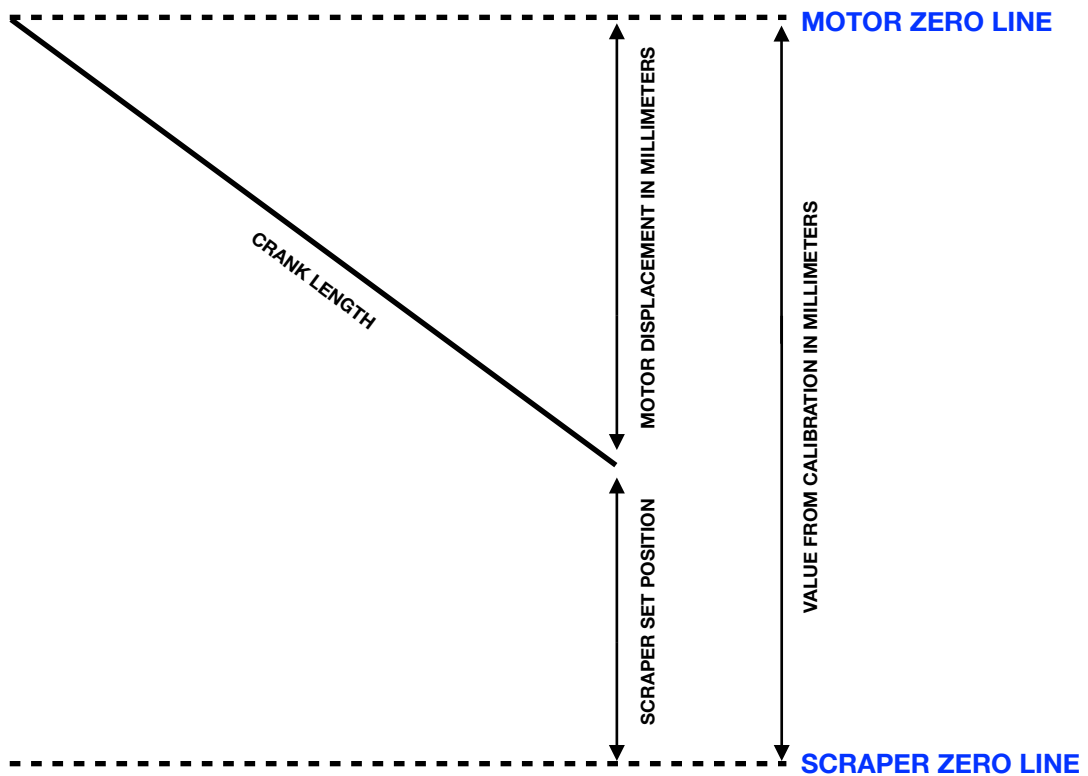 MOTOR ZERO LINE
MOTOR DISPLACEMENT IN MILLIMETERS
VALUE FROM CALIBRATION IN MILLIMETERS
CRANK LENGTH
SCRAPER SET POSITION
SCRAPER ZERO LINE